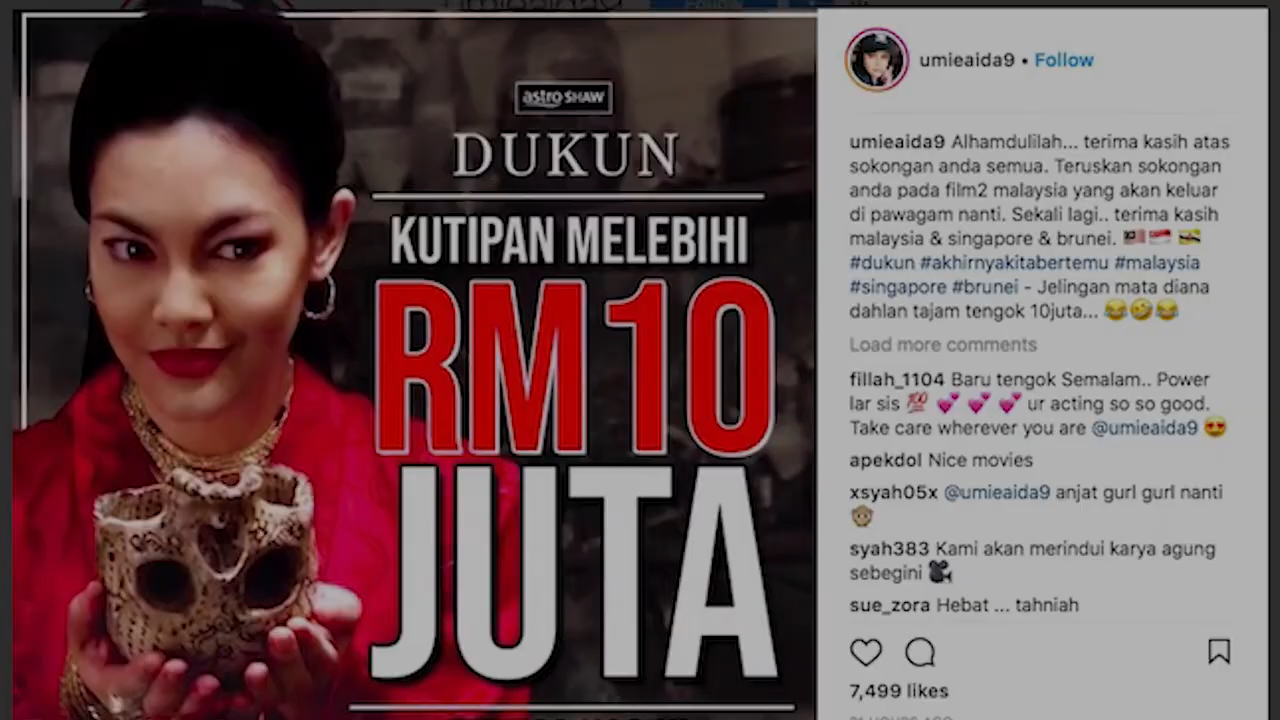 astro SHAW
DUKUN
KUTIPAN MELEBIHI
RM10
JUTA
umieaida9 • Follow
umieaida9 Alhamdulilah... terima kasih atas
sokongan anda semua. Teruskan sokongan
anda pada film2 malaysia yang akan keluar
di pawagam nanti. Sekali lagi.. terima kasih
malaysia & singapore & brunei. 🇲🇾🇸🇬 🇧🇳
#dukun #akhirnyakitabertemu #malaysia
#singapore #brunei - Jelingan mata diana
dahlan tajam tengok 10juta... 😂🤣😂
Load more comments
fillah_1104 Baru tengok Semalam.. Power
lar sis 💯 💕 💕 💕 ur acting so so good.
Take care wherever you are @umieaida9 😍
apekdol Nice movies
xsyah05x @umieaida9 anjat gurl gurl nanti
🐵
syah383 Kami akan merindui karya agung
sebegini 🎥
sue_zora Hebat ... tahniah
7,499 likes